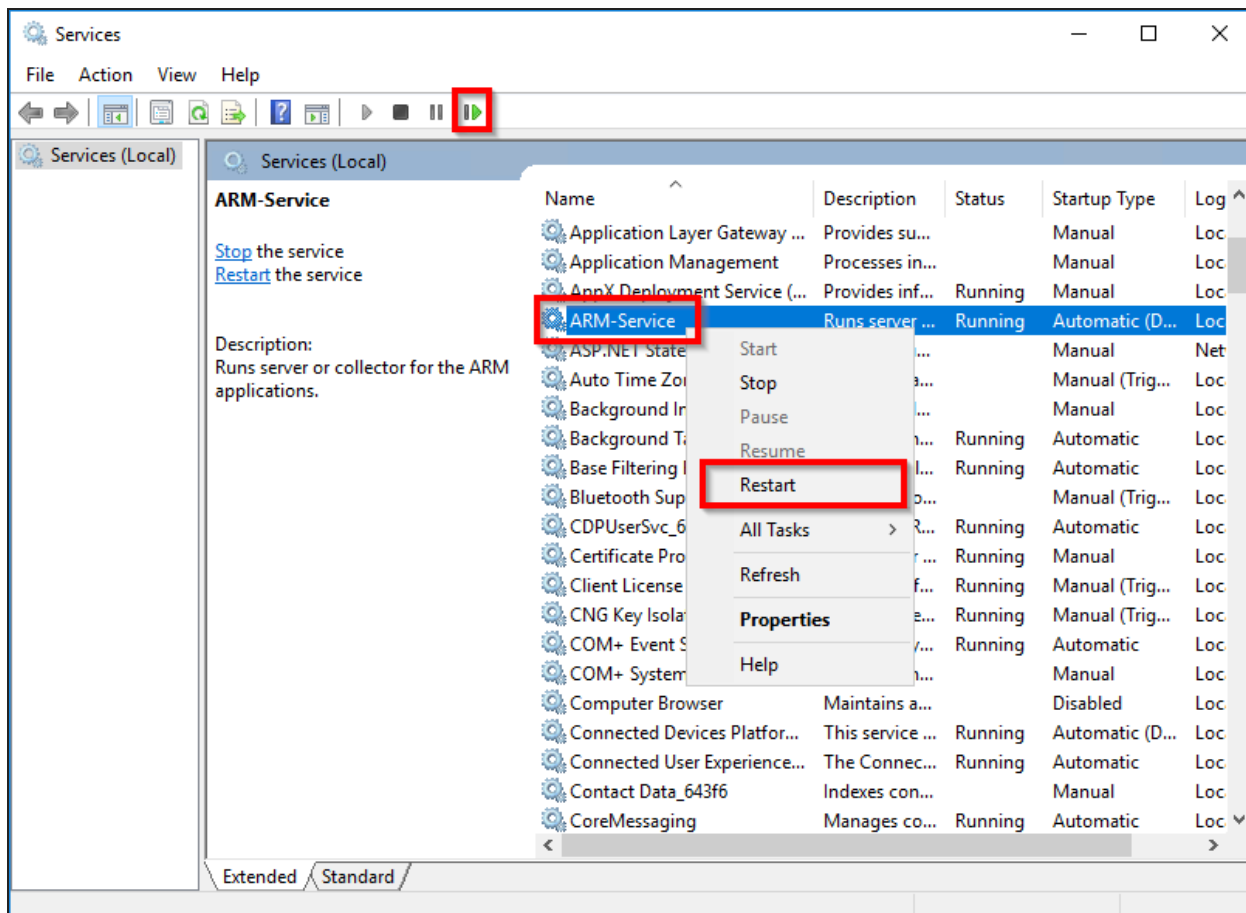 Services
File Action View Help
Services (Local)
Services (Local)
ARM-Service
Stop the service
Restart the service
Description:
Runs server or collector for the ARM
applications.
Name Description Status Startup Type Log
Application Layer Gateway ... Provides su... Manual Loc
Application Management Processes in... Manual Loc
AppX Deployment Service (... Provides inf... Running Manual Loc
ARM-Service Runs server ... Running Automatic (D... Loc
ASP.NET State ... Manual Net
Auto Time Zo a... Manual (Trig... Loc
Background In ... Manual Loc
Background Ta n... Running Automatic Loc
Base Filtering l... Running Automatic Loc
Bluetooth Sup o... Manual (Trig... Loc
CDPUserSvc_6 R... Running Automatic Loc
Certificate Pro r ... Running Manual Loc
Client License f... Running Manual (Trig... Loc
CNG Key Isola e... Running Manual (Trig... Loc
COM+ Event S y... Running Automatic Loc
COM+ System n... Manual Loc
Computer Browser Maintains a... Disabled Loc
Connected Devices Platfor... This service ... Running Automatic (D... Loc
Connected User Experience... The Connec... Running Automatic Loc
Contact Data_643f6 Indexes con... Manual Loc
CoreMessaging Manages co... Running Automatic Loc
Start
Stop
Pause
Resume
Restart
All Tasks
Refresh
Properties
Help
Extended Standard